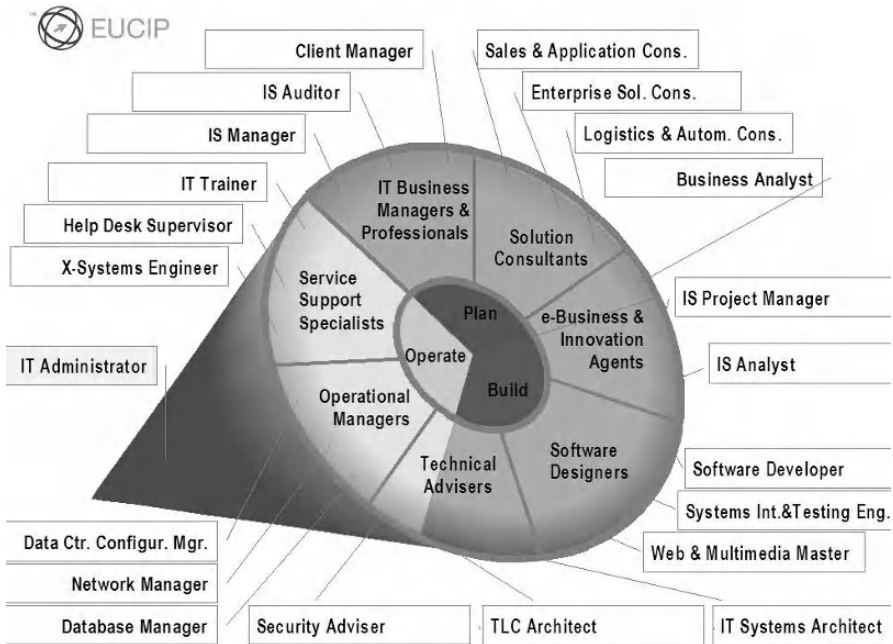 ™
EUCIP
Client Manager
Sales & Application Cons.
IS Auditor
Enterprise Sol. Cons.
IS Manager
Logistics & Autom. Cons.
IT Trainer
Business Analyst
Help Desk Supervisor
X-Systems Engineer
IS Project Manager
IT Administrator
IS Analyst
Software Developer
Systems Int.&Testing Eng.
Data Ctr. Configur. Mgr.
Web & Multimedia Master
Network Manager
Database Manager
Security Adviser
TLC Architect
IT Systems Architect
IT Business
Managers &
Professionals
Solution
Consultants
Service
Support
Specialists
Plan
e-Business &
Innovation
Agents
Operate
Build
Operational
Managers
Technical
Advisers
Software
Designers